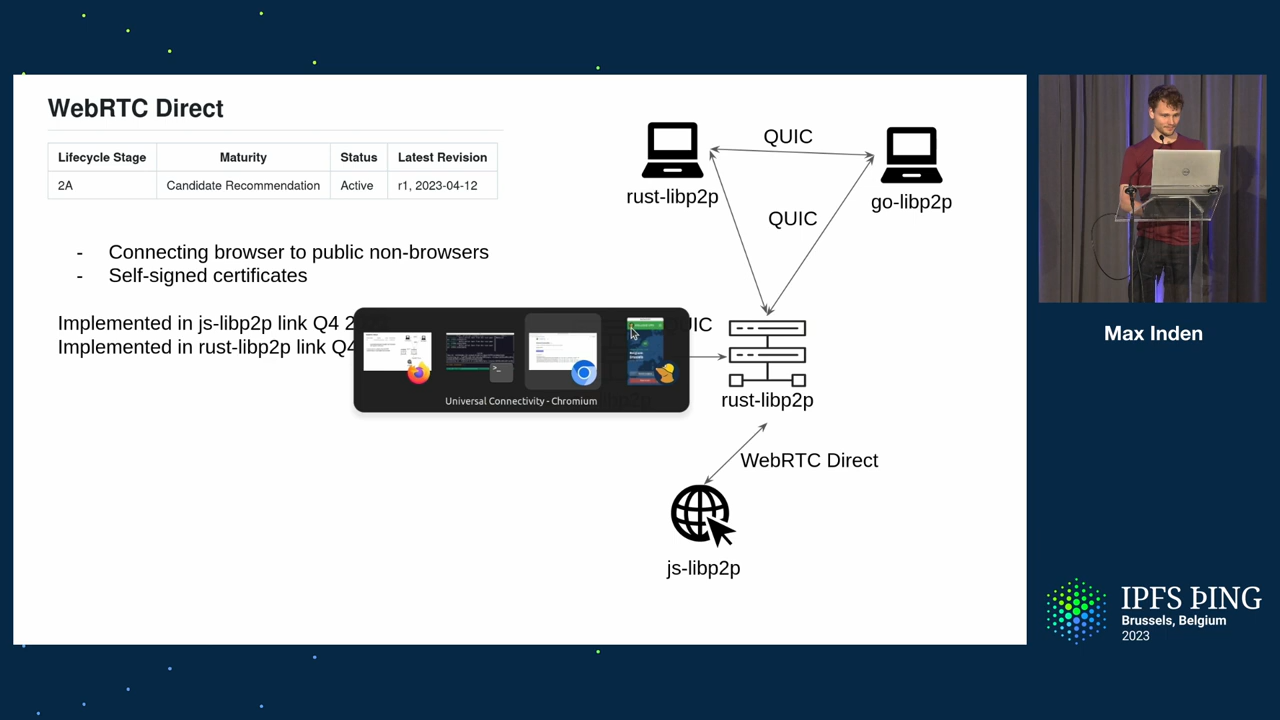 WebRTC Direct
Lifecycle Stage Maturity Status Latest Revision
2A Candidate Recommendation Active r1, 2023-04-12
- Connecting browser to public non-browsers
- Self-signed certificates
Implemented in js-libp2p link Q4
Implemented in rust-libp2p link Q4
Universal Connectivity - Chromium
QUIC
rust-libp2p
go-libp2p
QUIC
QUIC
rust-libp2p
WebRTC Direct
js-libp2p
Max Inden
IPFS ÞING
Brussels, Belgium
2023